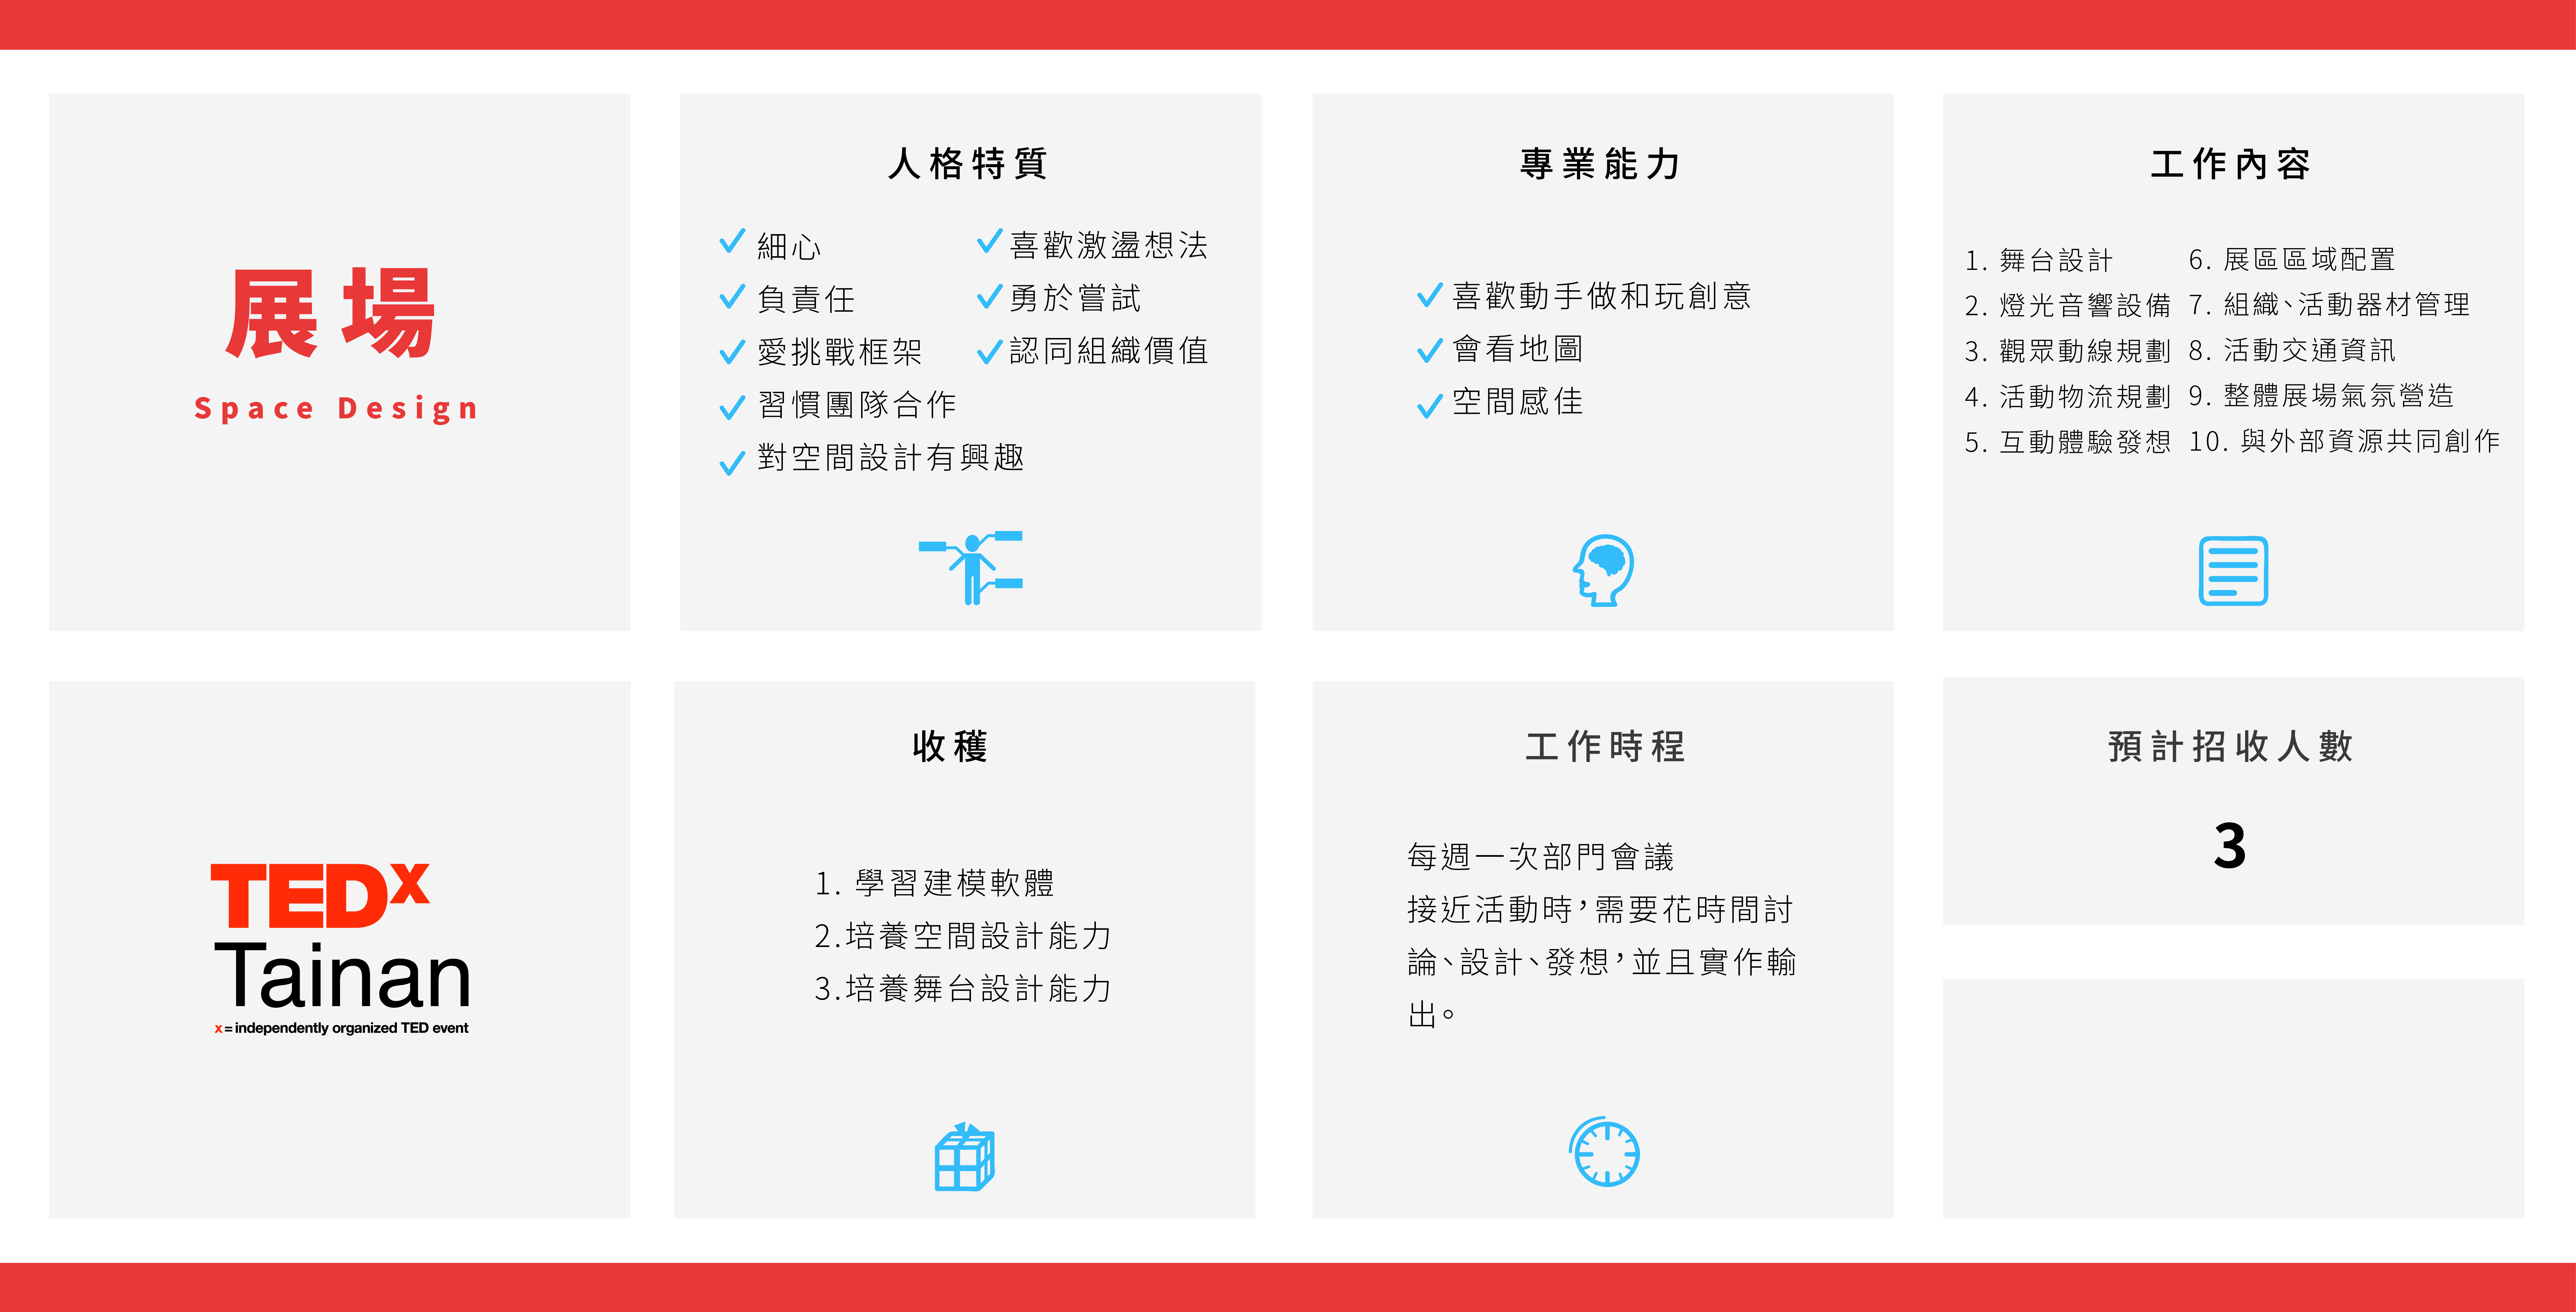 展場
Space Design
人格特質
細心
負責任
愛挑戰框架
習慣團隊合作
對空間設計有興趣
喜歡激盪想法
勇於嘗試
認同組織價值
專業能力
喜歡動手做和玩創意
會看地圖
空間感佳
工作內容
1. 舞台設計
2. 燈光音響設備
3. 觀眾動線規劃
4. 活動物流規劃
5. 互動體驗發想
6. 展區區域配置
7. 組織、活動器材管理
8. 活動交通資訊
9. 整體展場氣氛營造
10. 與外部資源共同創作
TEDx
Tainan
x = independently organized TED event
收穫
1. 學習建模軟體
2.培養空間設計能力
3.培養舞台設計能力
工作時程
每週一次部門會議
接近活動時，需要花時間討
論、設計、發想，並且實作輸
出。
預計招收人數
3